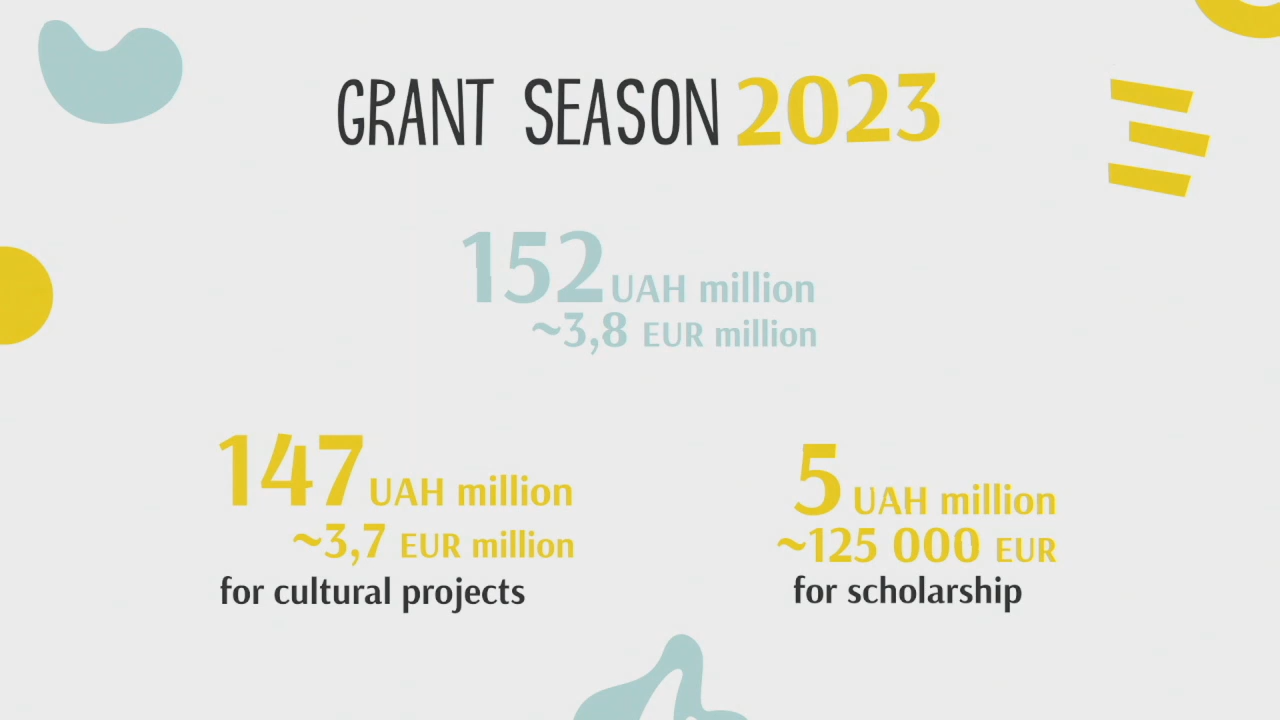 GRANT SEASON 2023
152 UAH million
~3,8 EUR million
147 UAH million
~3,7 EUR million
for cultural projects
5 UAH million
~125 000 EUR
for scholarship